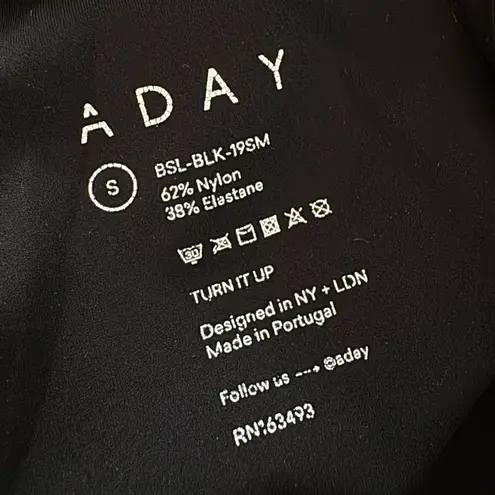 ADAY
S
BSL-BLK-19SM
62% Nylon
38% Elastane
30
TURN IT UP
Designed in NY + LDN
Made in Portugal
Follow us ---→ @aday
RN163493